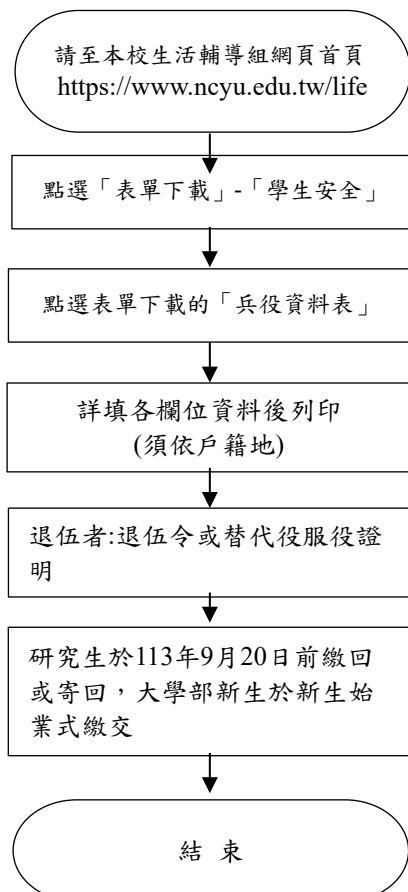 請至本校生活輔導組網頁首頁
https://www.ncyu.edu.tw/life
點選「表單下載」-「學生安全」
點選表單下載的「兵役資料表」
詳填各欄位資料後列印
(須依戶籍地)
退伍者:退伍令或替代役服役證
明
研究生於113年9月20日前繳回
或寄回，大學部新生於新生始
業式繳交
結 束